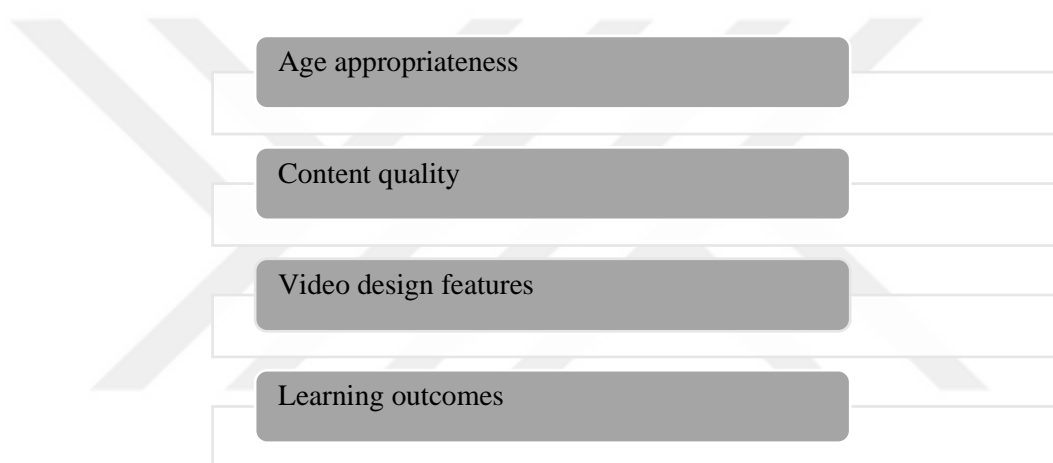 Age appropriateness
Content quality
Video design features
Learning outcomes